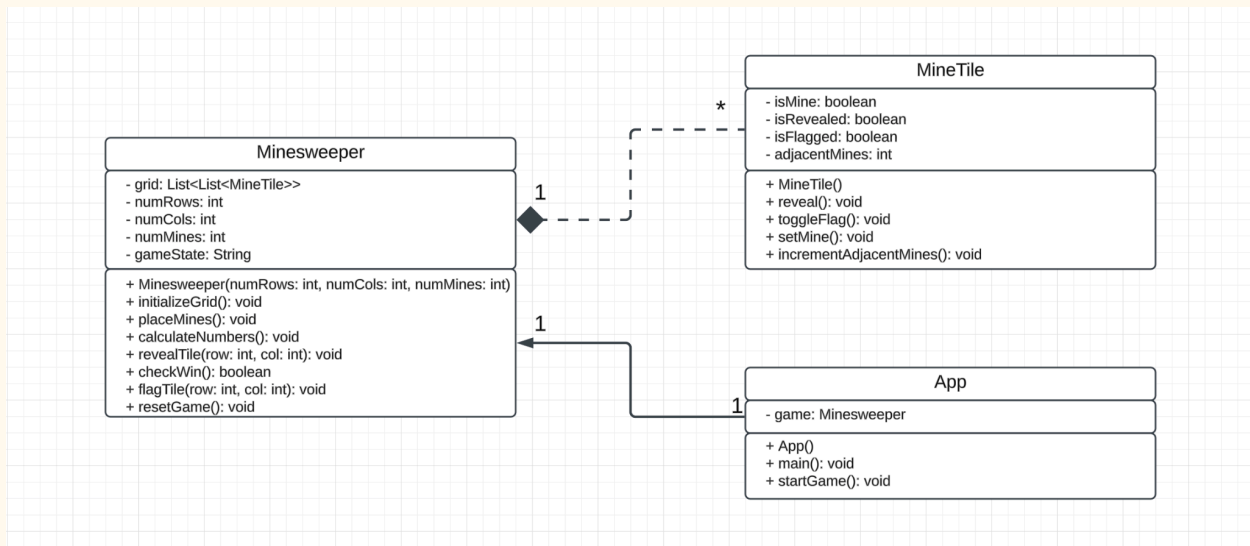 Minesweeper
- grid: List<List<MineTile>>
- numRows: int
- numCols: int
- numMines: int
- gameState: String
+ Minesweeper(numRows: int, numCols: int, numMines: int)
+ initializeGrid(): void
+ placeMines(): void
+ calculateNumbers(): void
+ revealTile(row: int, col: int): void
+ checkWin(): boolean
+ flagTile(row: int, col: int): void
+ resetGame(): void
1
*
1
1
MineTile
- isMine: boolean
- isRevealed: boolean
- isFlagged: boolean
- adjacentMines: int
+ MineTile()
+ reveal(): void
+ toggleFlag(): void
+ setMine(): void
+ incrementAdjacentMines(): void
App
- game: Minesweeper
+ App()
+ main(): void
+ startGame(): void